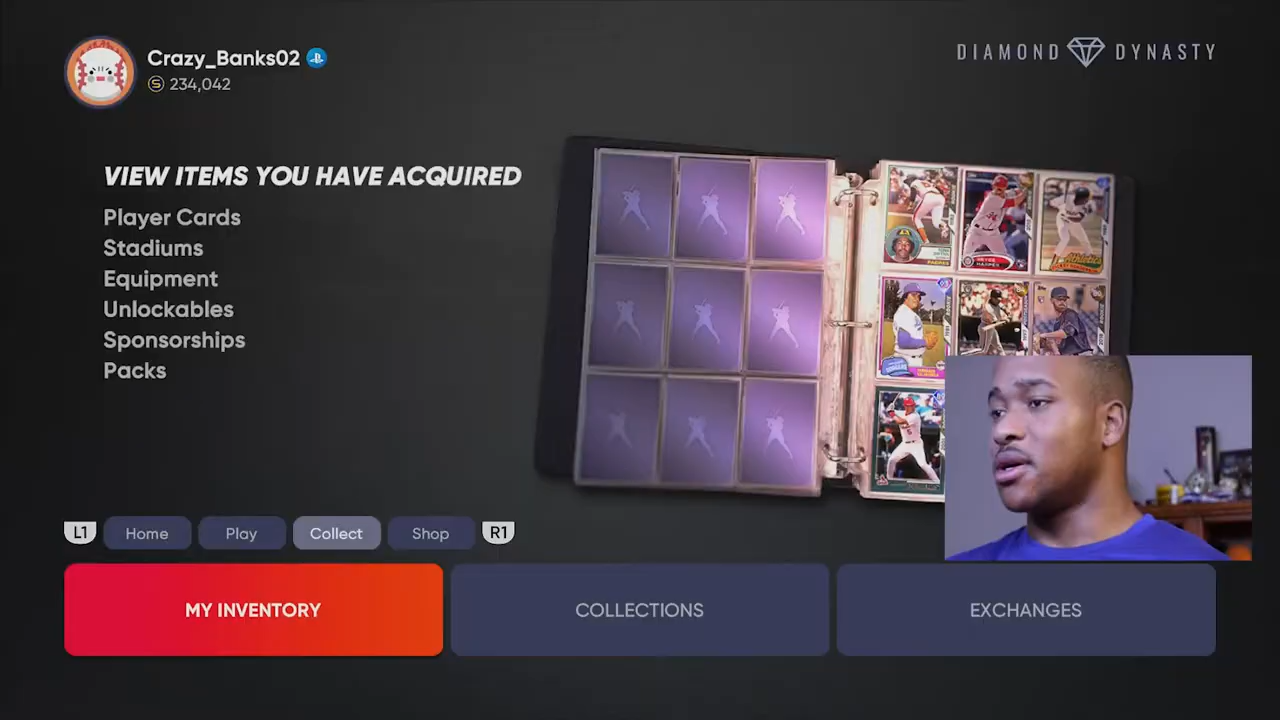 Crazy_Banks02
234,042
DIAMOND DYNASTY
VIEW ITEMS YOU HAVE ACQUIRED
Player Cards
Stadiums
Equipment
Unlockables
Sponsorships
Packs
L1 Home Play Collect Shop R1
MY INVENTORY
COLLECTIONS
EXCHANGES